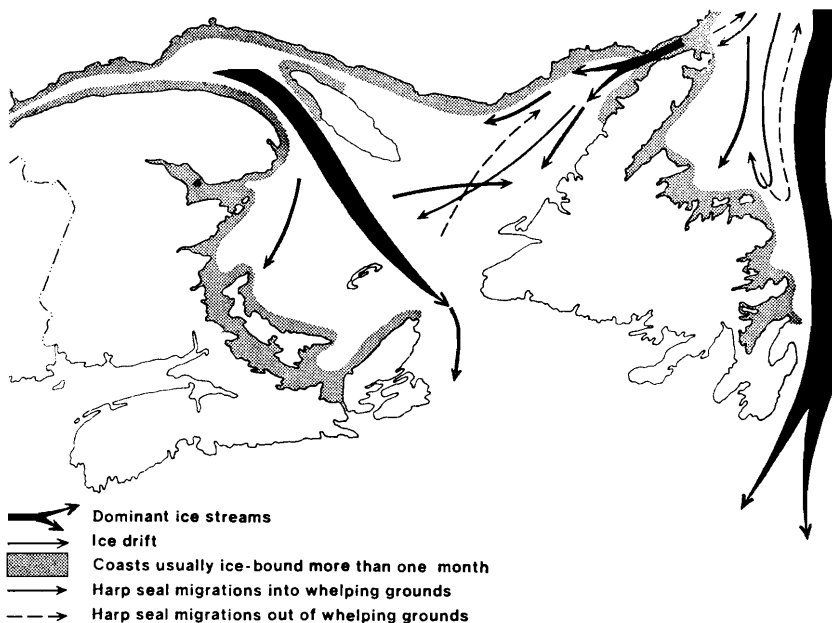 Dominant ice streams
Ice drift
Coasts usually ice-bound more than one month
Harp seal migrations into whelping grounds
Harp seal migrations out of whelping grounds